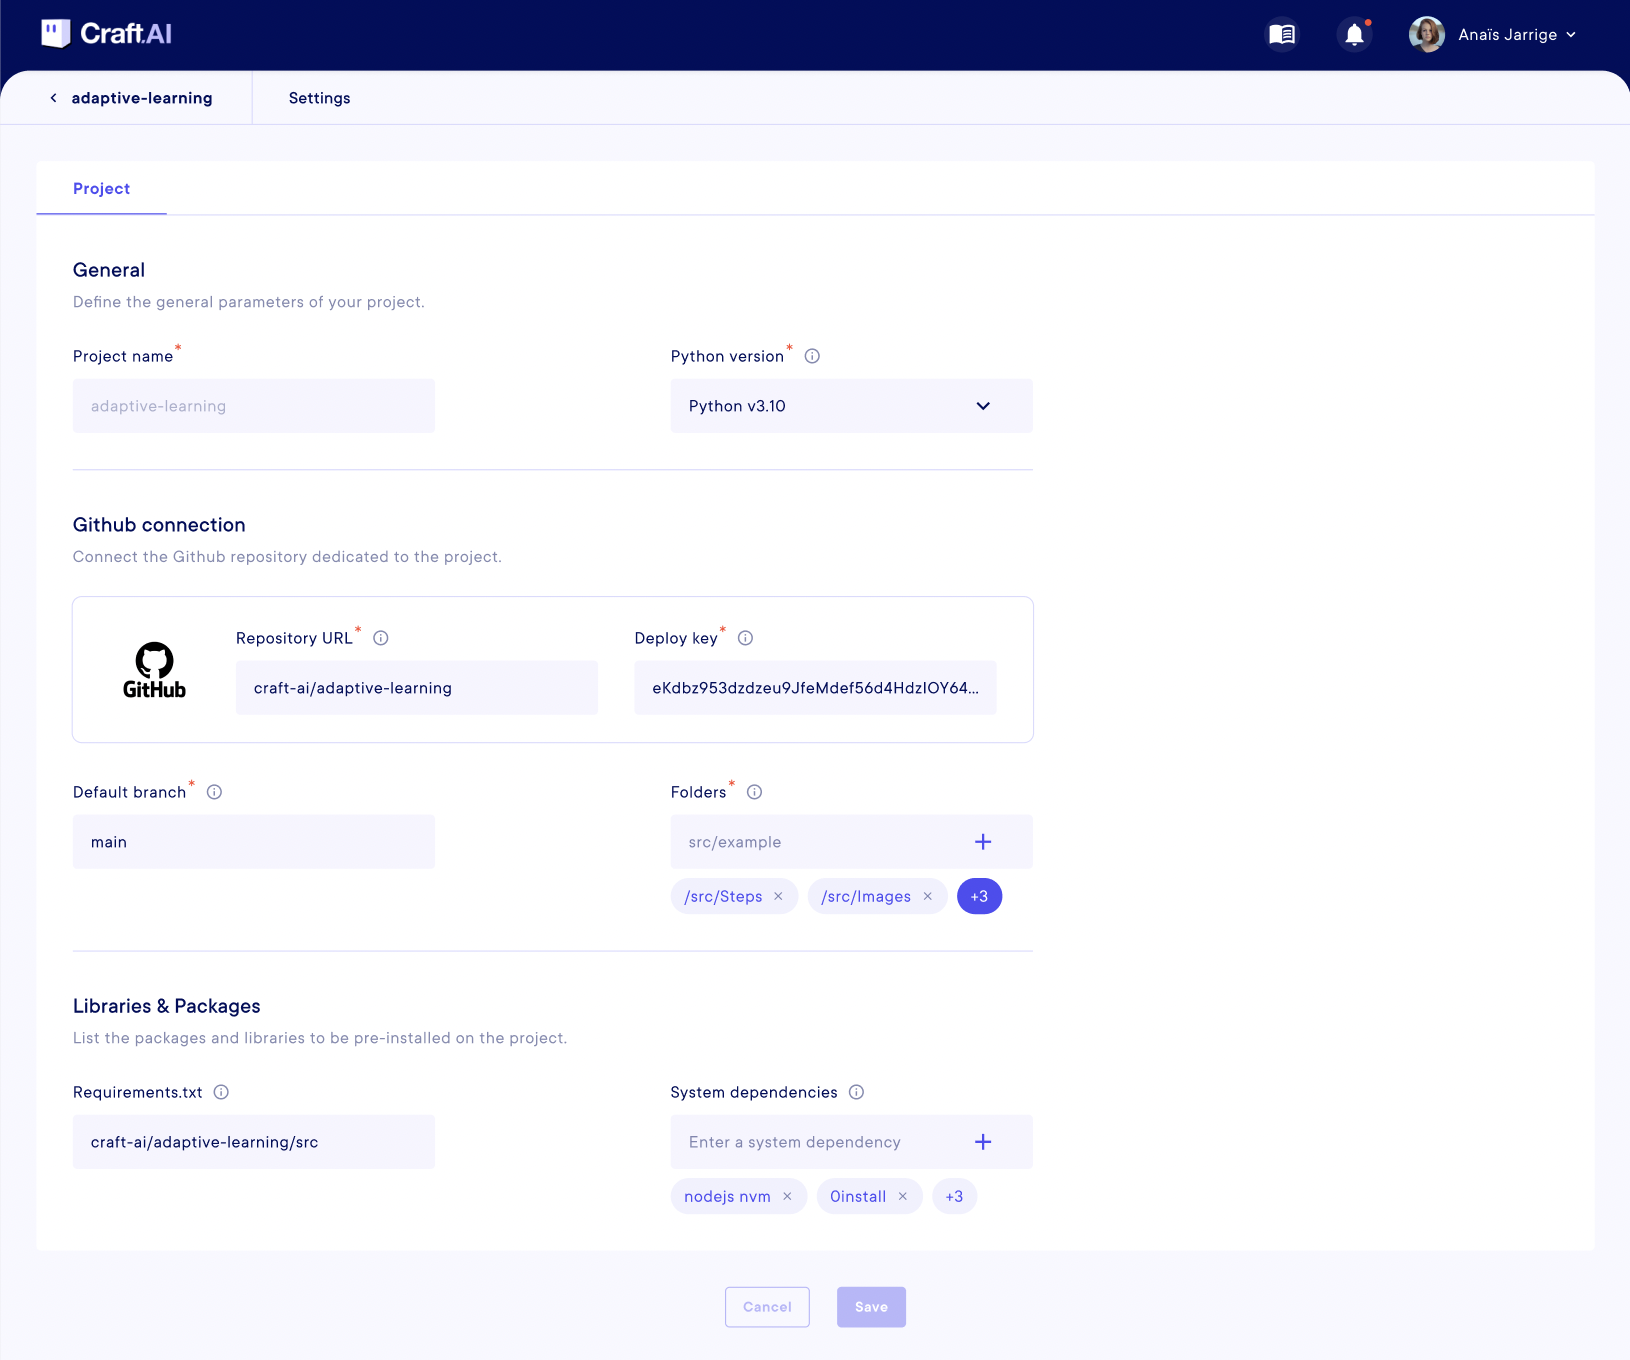 Craft.AI
Anaïs Jarrige
adaptive-learning
Settings
Project
General
Define the general parameters of your project.
Project name*
Python version*
adaptive-learning
Python v3.10
Github connection
Connect the Github repository dedicated to the project.
GitHub
Repository URL*
Deploy key*
craft-ai/adaptive-learning
eKdbz953dzdzeu9JfeMdef56d4HdzIOY64...
Default branch*
Folders*
main
src/example
/src/Steps × /src/Images × +3
Libraries & Packages
List the packages and libraries to be pre-installed on the project.
Requirements.txt
System dependencies
craft-ai/adaptive-learning/src
Enter a system dependency
nodejs nvm × 0install × +3
Cancel
Save